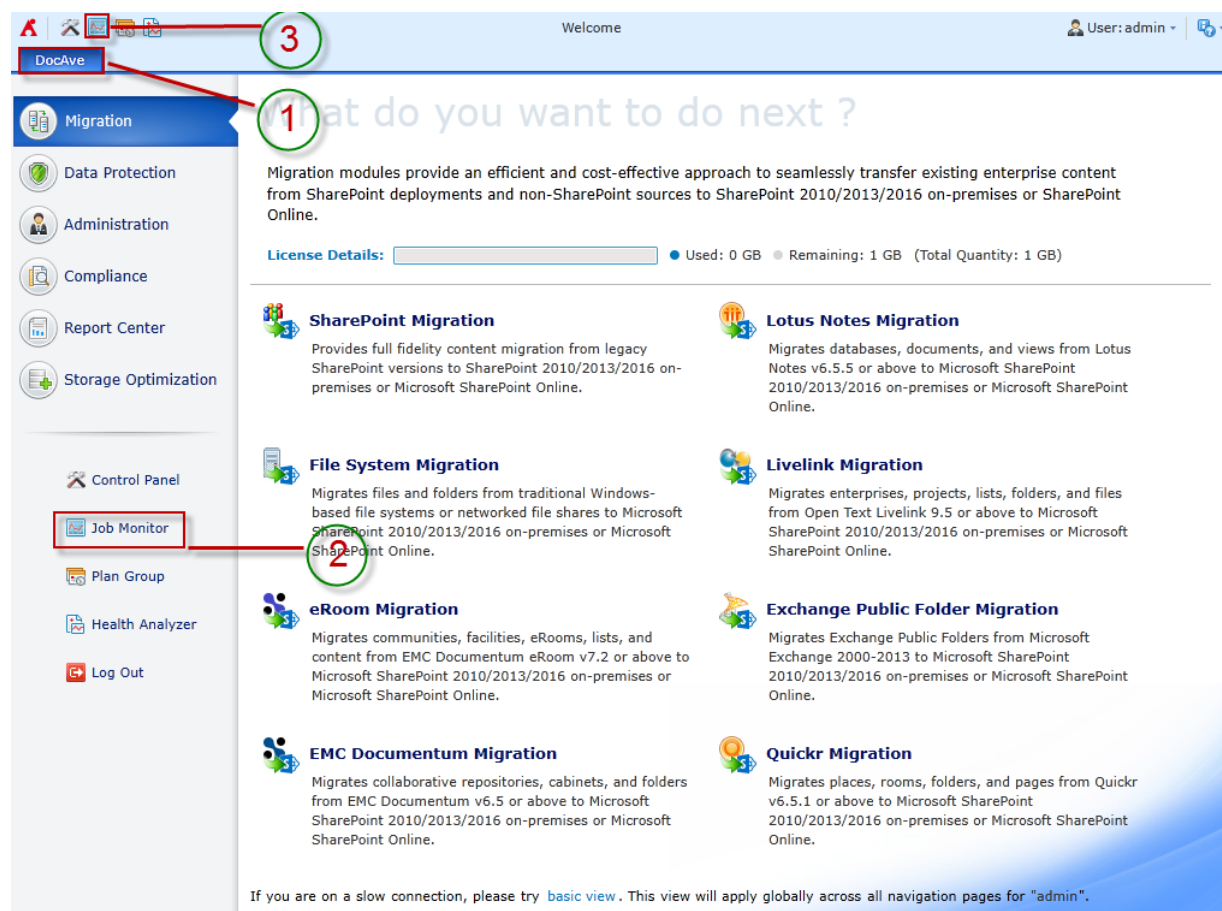 Welcome
User: admin
3
DocAve
1
What do you want to do next ?
Migration
Data Protection
Administration
Compliance
Report Center
Storage Optimization
Control Panel
Job Monitor
2
Plan Group
Health Analyzer
Log Out
Migration modules provide an efficient and cost-effective approach to seamlessly transfer existing enterprise content
from SharePoint deployments and non-SharePoint sources to SharePoint 2010/2013/2016 on-premises or SharePoint
Online.
License Details: Used: 0 GB Remaining: 1 GB (Total Quantity: 1 GB)
SharePoint Migration
Provides full fidelity content migration from legacy
SharePoint versions to SharePoint 2010/2013/2016 on-
premises or Microsoft SharePoint Online.
Lotus Notes Migration
Migrates databases, documents, and views from Lotus
Notes v6.5.5 or above to Microsoft SharePoint
2010/2013/2016 on-premises or Microsoft SharePoint
Online.
File System Migration
Migrates files and folders from traditional Windows-
based file systems or networked file shares to Microsoft
SharePoint 2010/2013/2016 on-premises or Microsoft
SharePoint Online.
Livelink Migration
Migrates enterprises, projects, lists, folders, and files
from Open Text Livelink 9.5 or above to Microsoft
SharePoint 2010/2013/2016 on-premises or Microsoft
SharePoint Online.
eRoom Migration
Migrates communities, facilities, eRooms, lists, and
content from EMC Documentum eRoom v7.2 or above to
Microsoft SharePoint 2010/2013/2016 on-premises or
Microsoft SharePoint Online.
Exchange Public Folder Migration
Migrates Exchange Public Folders from Microsoft
Exchange 2000-2013 to Microsoft SharePoint
2010/2013/2016 on-premises or Microsoft SharePoint
Online.
EMC Documentum Migration
Migrates collaborative repositories, cabinets, and folders
from EMC Documentum v6.5 or above to Microsoft
SharePoint 2010/2013/2016 on-premises or Microsoft
SharePoint Online.
Quickr Migration
Migrates places, rooms, folders, and pages from Quickr
v6.5.1 or above to Microsoft SharePoint
2010/2013/2016 on-premises or Microsoft SharePoint
Online.
If you are on a slow connection, please try basic view. This view will apply globally across all navigation pages for "admin".